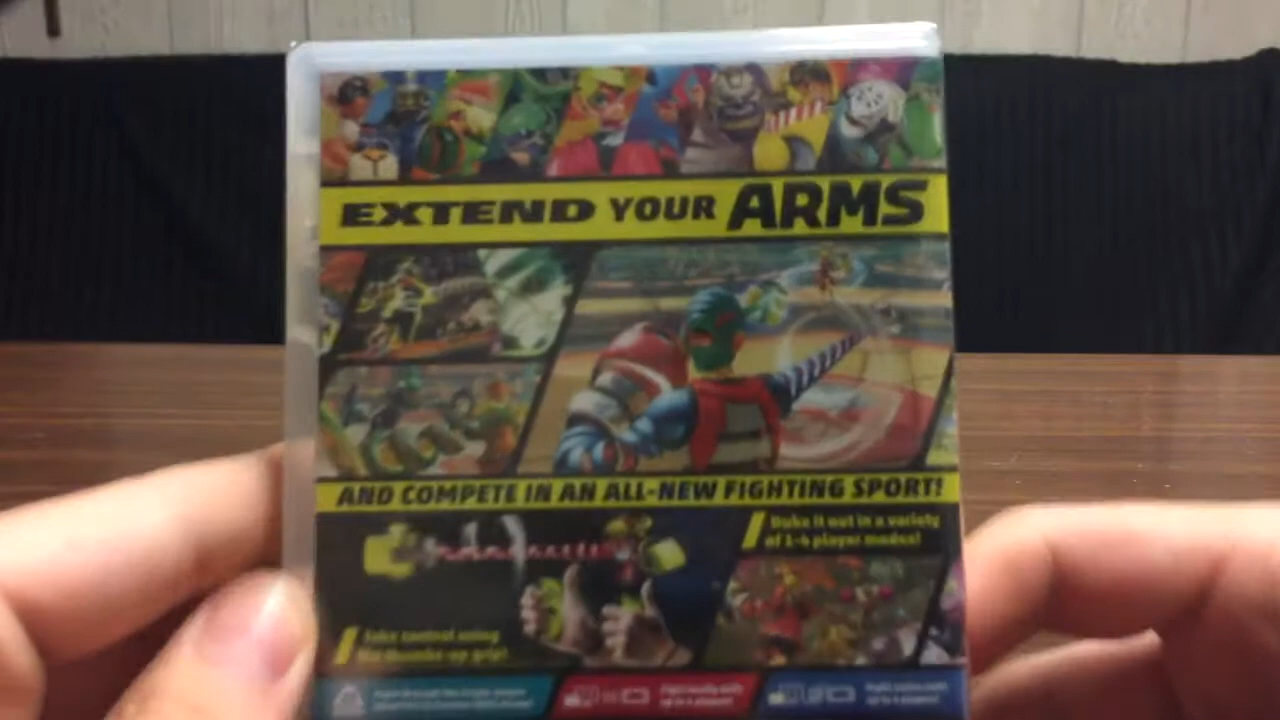 EXTEND YOUR ARMS
AND COMPETE IN AN ALL-NEW FIGHTING SPORT!
Duke it out in a variety
of 1-4 player modes!
Take control using
the thumbs-up grip!